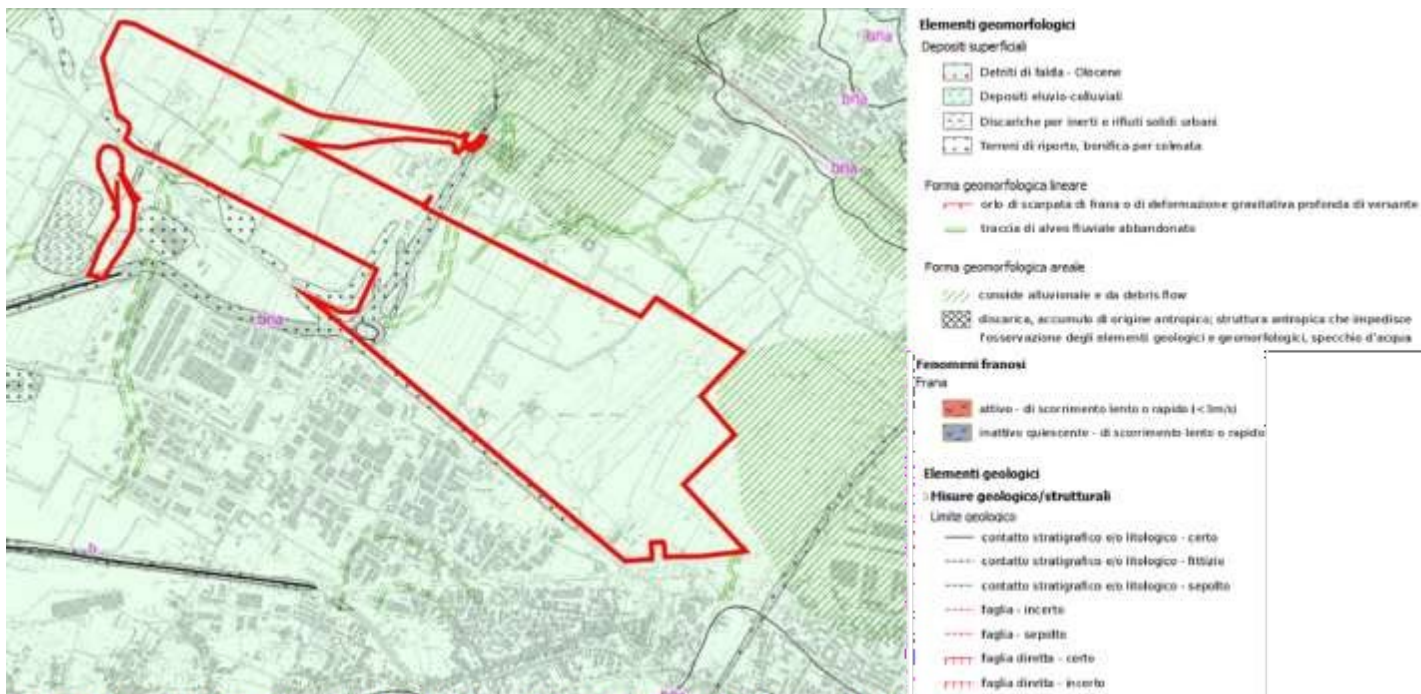 bna
bna
bna
bna
b
bna
Elementi geomorfologici
Depositi superficiali
Detriti di falda - Olocene
Depositi eluvio-colluviali
Discariche per inerti e rifiuti solidi urbani
Terreni di riporto, bonifica per colmata
Forma geomorfologica lineare
orlo di scarpata di frana o di deformazione gravitativa profonda di versante
traccia di alveo fluviale abbandonato
Forma geomorfologica areale
conoide alluvionale e da debris flow
discarica, accumulo di origine antropica; struttura antropica che impedisce
l'osservazione degli elementi geologici e geomorfologici, specchio d'acqua
Fenomeni franosi
Frana
attivo - di scorrimento lento o rapido (<3m/s)
inattivo quiescente - di scorrimento lento o rapido
Elementi geologici
Misure geologico/strutturali
Limite geologico
contatto stratigrafico e/o litologico - certo
contatto stratigrafico e/o litologico - fittizio
contatto stratigrafico e/o litologico - sepolto
faglia - incerto
faglia - sepolto
faglia diretta - certo
faglia diretta - incerto